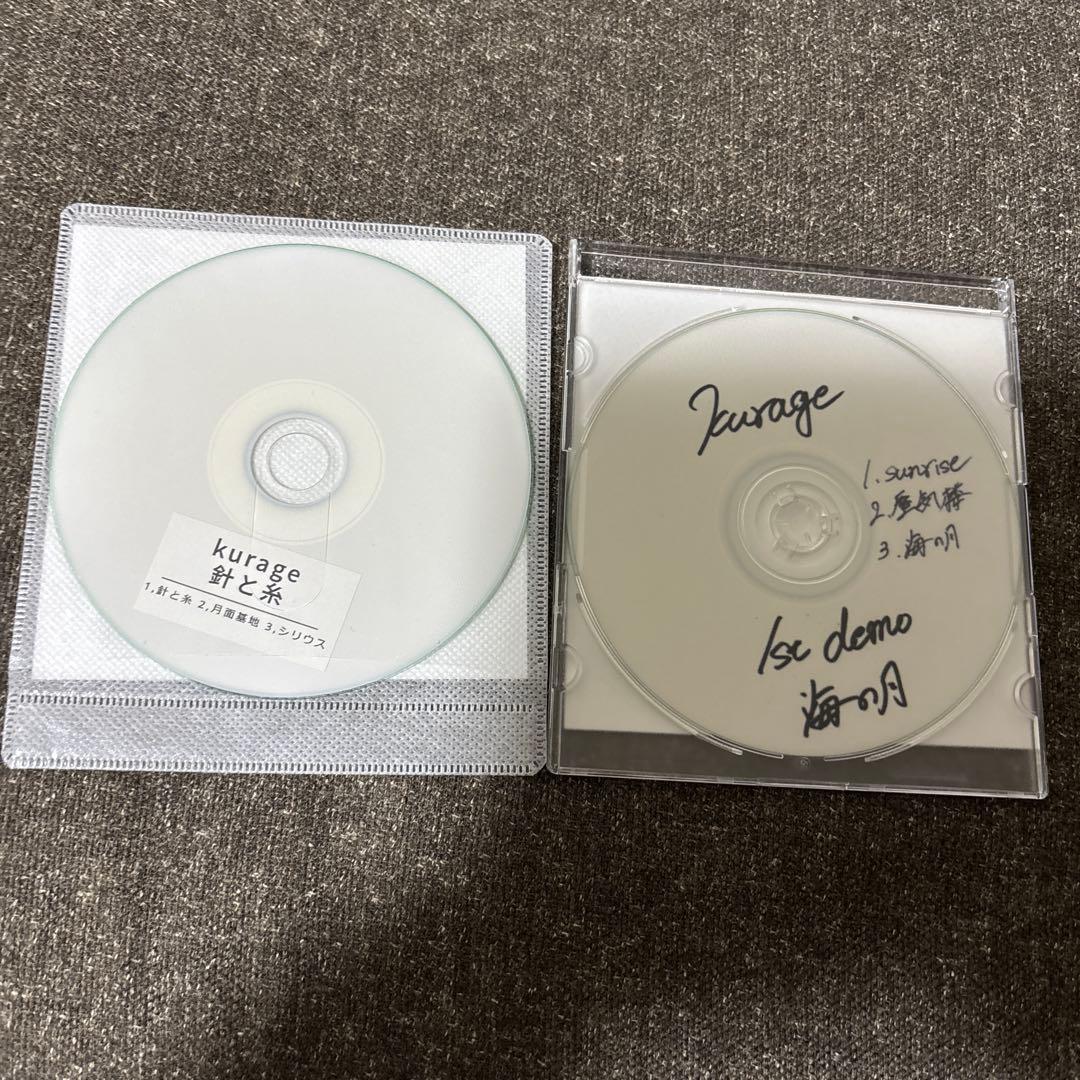 kurage
針と糸
1,針と糸 2,月面基地 3,シリウス
kurage
1. sunrise
2. 蜃気楼
3. 海の月
1st demo
海の月